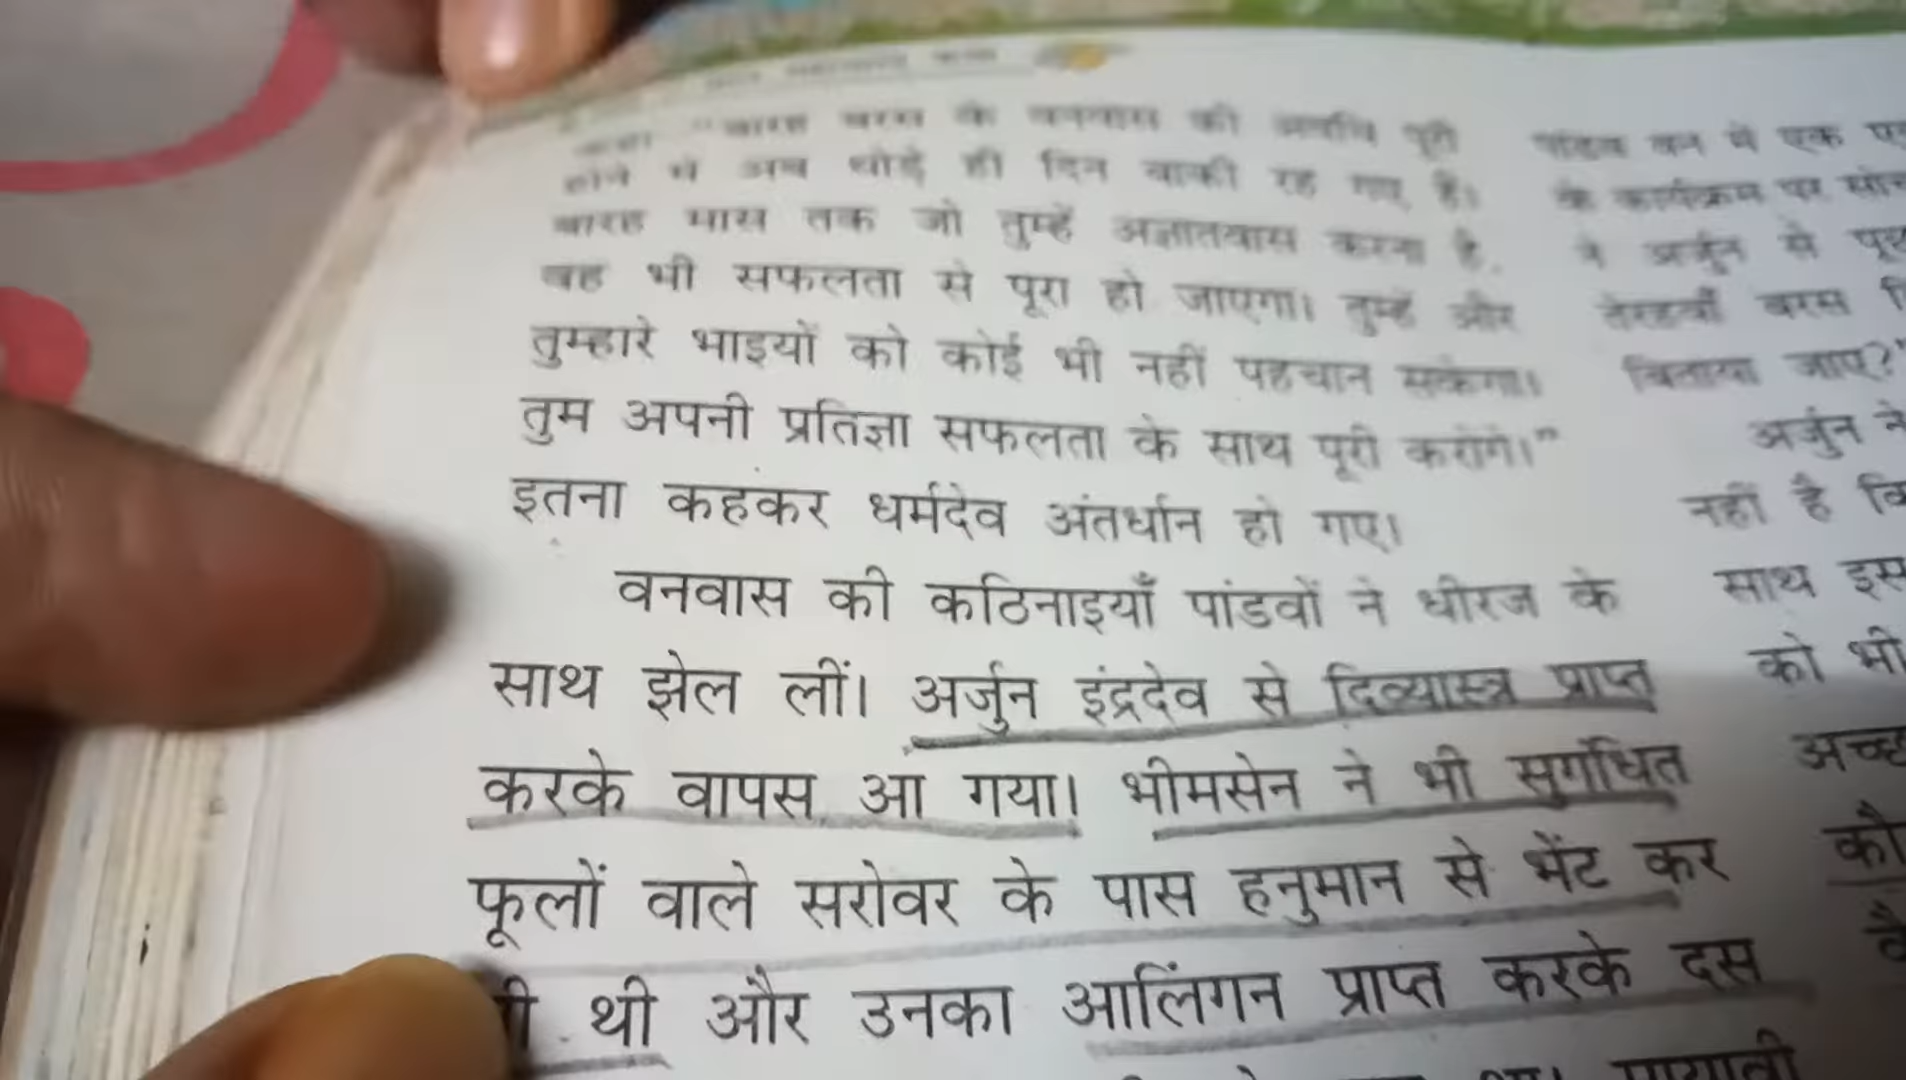 "बारह बरस के वनवास की अवधि पूरी
होने में अब थोड़े ही दिन बाकी रह गए हैं।
बारह मास तक जो तुम्हें अज्ञातवास करना है,
वह भी सफलता से पूरा हो जाएगा। तुम्हें और
तुम्हारे भाइयों को कोई भी नहीं पहचान सकेगा।
तुम अपनी प्रतिज्ञा सफलता के साथ पूरी करोगे।"
इतना कहकर धर्मदेव अंतर्धान हो गए।
वनवास की कठिनाइयाँ पांडवों ने धीरज के
साथ झेल लीं। अर्जुन इंद्रदेव से दिव्यास्त्र प्राप्त
करके वापस आ गया। भीमसेन ने भी सुगंधित
फूलों वाले सरोवर के पास हनुमान से भेंट कर
थी और उनका आलिंगन प्राप्त करके दस
मायावी
पांडव वन में एक
के कार्यक्रम पर
ने अर्जुन से
तेरहवाँ बरस
बिताया जाए?"
अर्जुन ने
नहीं है
साथ इस
को भी